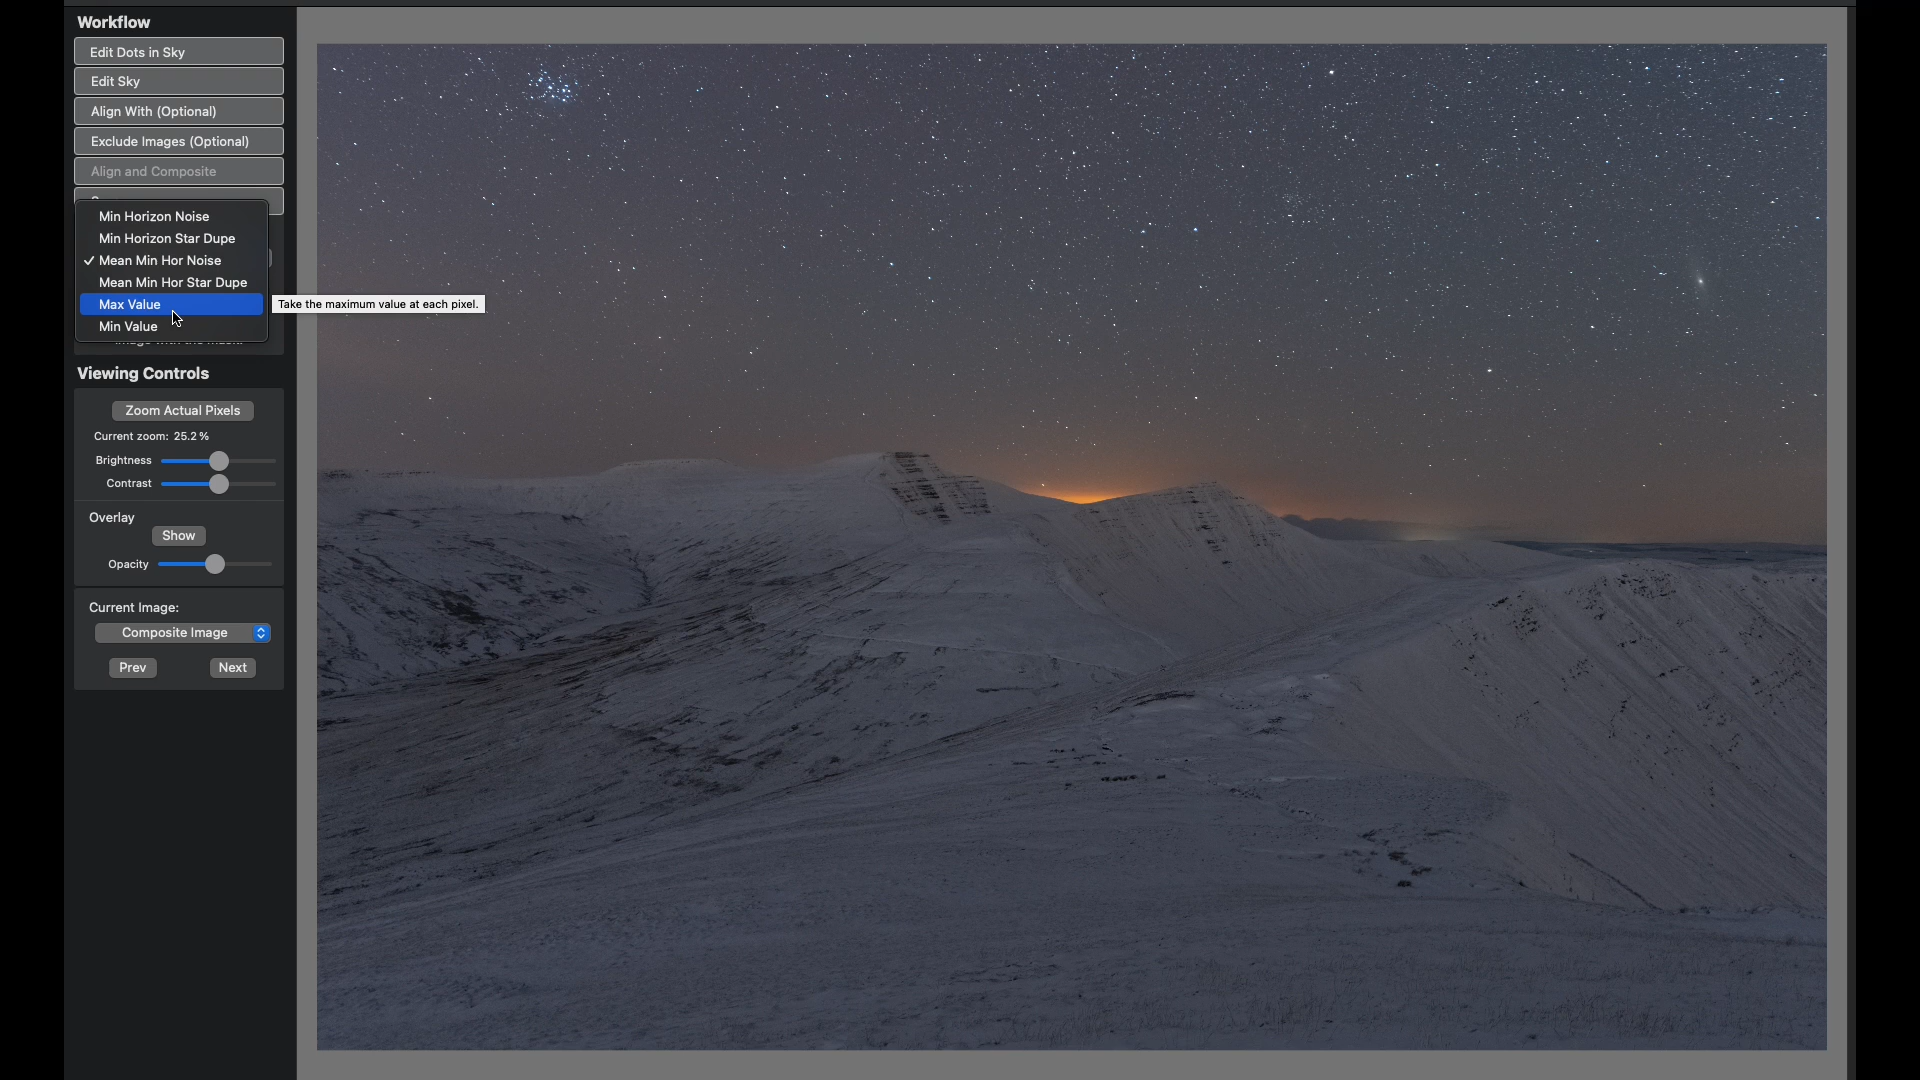 Workflow
Edit Dots in Sky
Edit Sky
Align With (Optional)
Exclude Images (Optional)
Align and Composite
Min Horizon Noise
Min Horizon Star Dupe
✓ Mean Min Hor Noise
Mean Min Hor Star Dupe
Max Value
Take the maximum value at each pixel.
Min Value
Viewing Controls
Zoom Actual Pixels
Current zoom: 25.2 %
Brightness
Contrast
Overlay
Show
Opacity
Current Image:
Composite Image
Prev
Next